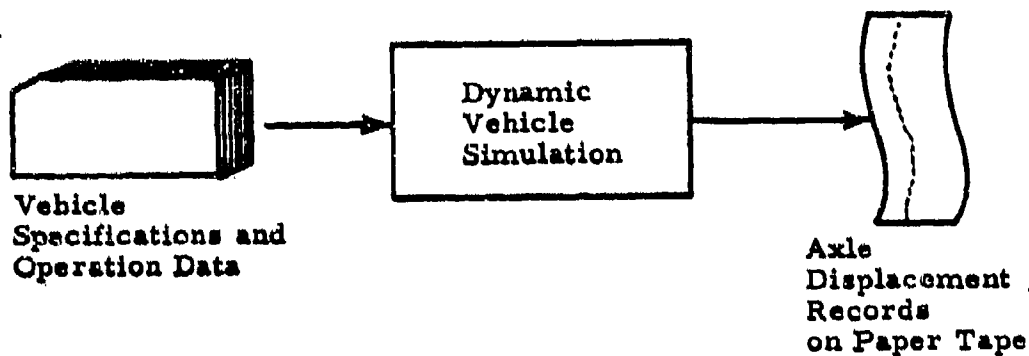 Dynamic
Vehicle
Simulation
Vehicle
Specifications and
Operation Data
Axle
Displacement
Records
on Paper Tape